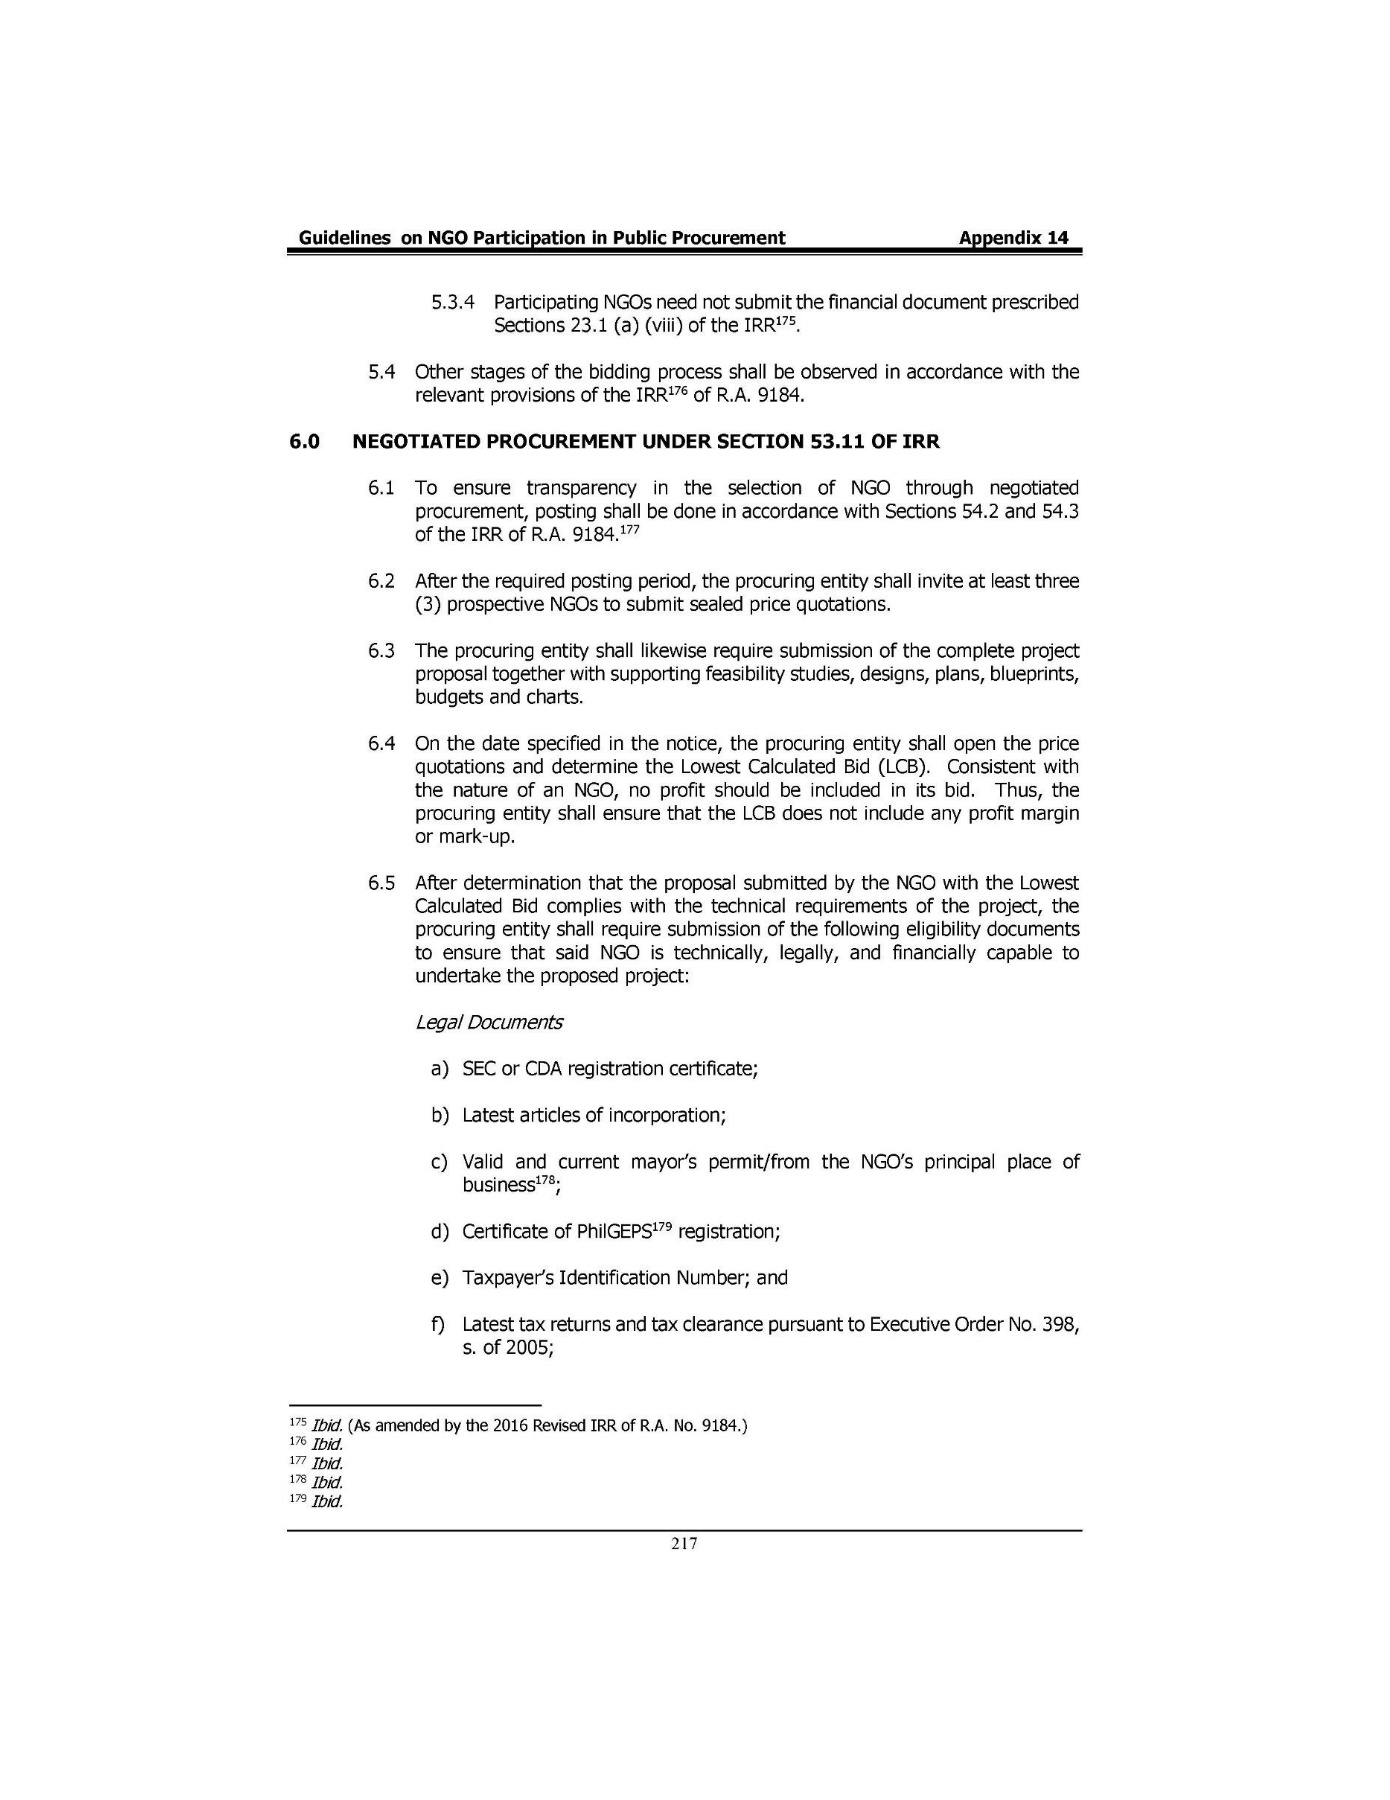 Guidelines on NGO Participation in Public Procurement Appendix 14
5.3.4 Participating NGOs need not submit the financial document prescribed
Sections 23.1 (a) (viii) of the IRR¹⁷⁵.
5.4 Other stages of the bidding process shall be observed in accordance with the
relevant provisions of the IRR¹⁷⁶ of R.A. 9184.
6.0 NEGOTIATED PROCUREMENT UNDER SECTION 53.11 OF IRR
6.1 To ensure transparency in the selection of NGO through negotiated
procurement, posting shall be done in accordance with Sections 54.2 and 54.3
of the IRR of R.A. 9184.¹⁷⁷
6.2 After the required posting period, the procuring entity shall invite at least three
(3) prospective NGOs to submit sealed price quotations.
6.3 The procuring entity shall likewise require submission of the complete project
proposal together with supporting feasibility studies, designs, plans, blueprints,
budgets and charts.
6.4 On the date specified in the notice, the procuring entity shall open the price
quotations and determine the Lowest Calculated Bid (LCB). Consistent with
the nature of an NGO, no profit should be included in its bid. Thus, the
procuring entity shall ensure that the LCB does not include any profit margin
or mark-up.
6.5 After determination that the proposal submitted by the NGO with the Lowest
Calculated Bid complies with the technical requirements of the project, the
procuring entity shall require submission of the following eligibility documents
to ensure that said NGO is technically, legally, and financially capable to
undertake the proposed project:
Legal Documents
a) SEC or CDA registration certificate;
b) Latest articles of incorporation;
c) Valid and current mayor's permit/from the NGO's principal place of
business¹⁷⁸;
d) Certificate of PhilGEPS¹⁷⁹ registration;
e) Taxpayer's Identification Number; and
f) Latest tax returns and tax clearance pursuant to Executive Order No. 398,
s. of 2005;
¹⁷⁵ Ibid. (As amended by the 2016 Revised IRR of R.A. No. 9184.)
¹⁷⁶ Ibid.
¹⁷⁷ Ibid.
¹⁷⁸ Ibid.
¹⁷⁹ Ibid.
217